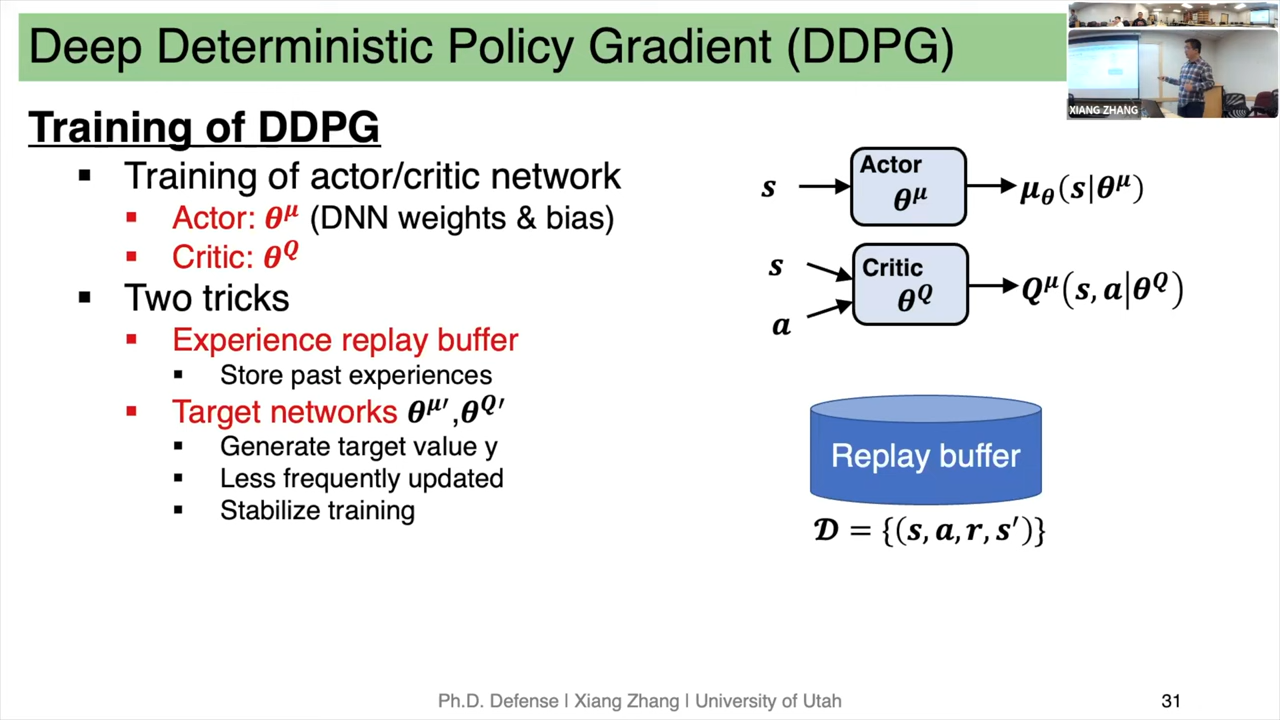 Deep Deterministic Policy Gradient (DDPG)
XIANG ZHANG
Training of DDPG
▪ Training of actor/critic network
▪ Actor: θ^μ (DNN weights & bias)
▪ Critic: θ^Q
▪ Two tricks
▪ Experience replay buffer
▪ Store past experiences
▪ Target networks θ^μ′,θ^Q′
▪ Generate target value y
▪ Less frequently updated
▪ Stabilize training
Actor
s
θ^μ
μ_θ(s|θ^μ)
s
Critic
θ^Q
Q^μ(s, a|θ^Q)
a
Replay buffer
𝒟 = {(s, a, r, s′)}
Ph.D. Defense | Xiang Zhang | University of Utah
31